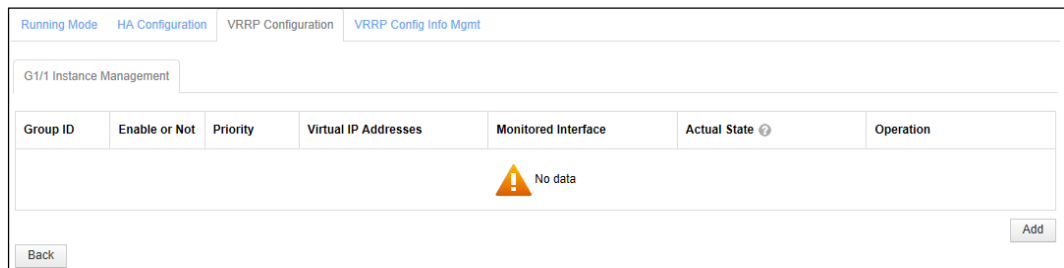 Running Mode HA Configuration VRRP Configuration VRRP Config Info Mgmt
G1/1 Instance Management
Group ID Enable or Not Priority Virtual IP Addresses Monitored Interface Actual State Operation
No data
Add
Back